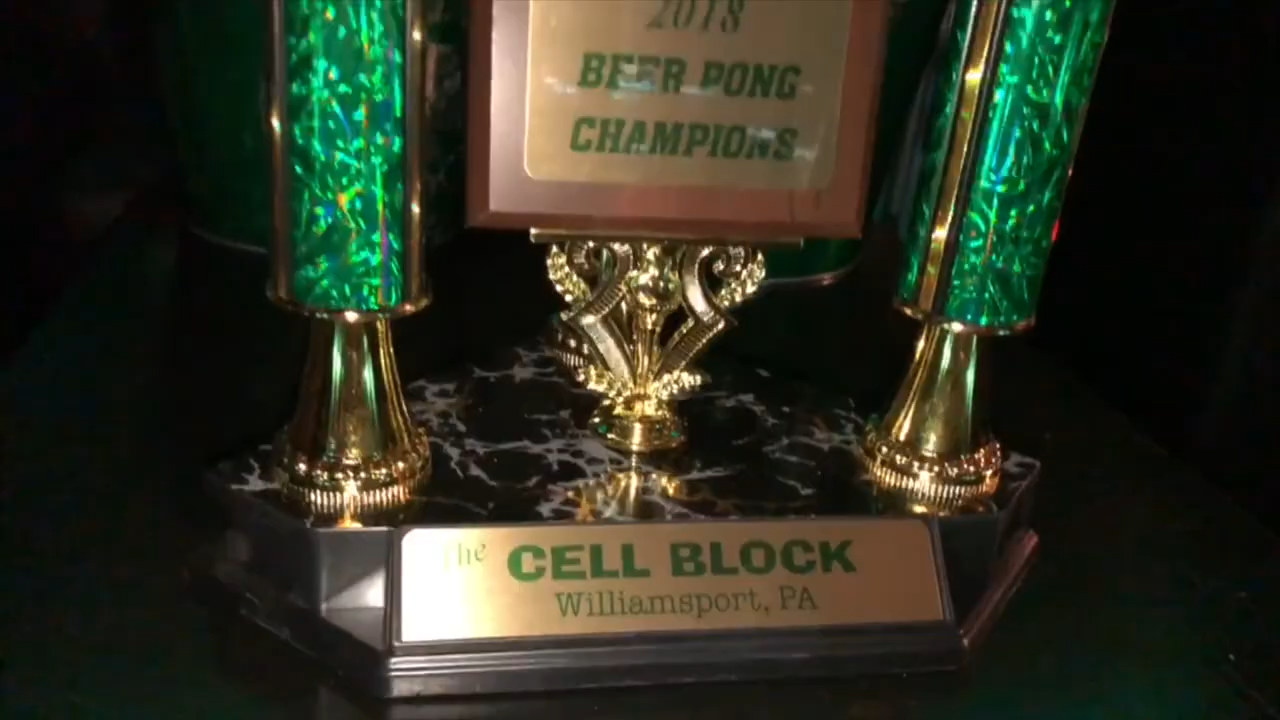 2018
BEER PONG
CHAMPIONS
The CELL BLOCK
Williamsport, PA